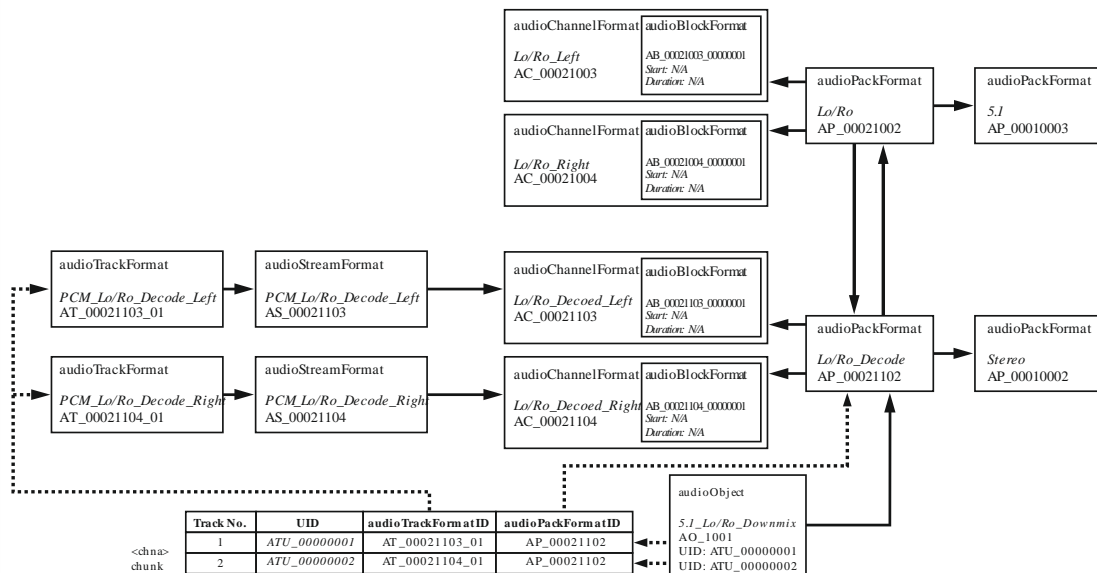 audioChannelFormat
Lo/Ro_Left
AC_00021003
audioBlockFormat
AB_00021003_00000001
Start: N/A
Duration: N/A
audioPackFormat
Lo/Ro
AP_00021002
audioPackFormat
5.1
AP_00010003
audioChannelFormat
Lo/Ro_Right
AC_00021004
audioBlockFormat
AB_00021004_00000001
Start: N/A
Duration: N/A
audioTrackFormat
PCM_Lo/Ro_Decode_Left
AT_00021103_01
audioStreamFormat
PCM_Lo/Ro_Decode_Left
AS_00021103
audioChannelFormat
Lo/Ro_Decoed_Left
AC_00021103
audioBlockFormat
AB_00021103_00000001
Start: N/A
Duration: N/A
audioPackFormat
Lo/Ro_Decode
AP_00021102
audioPackFormat
Stereo
AP_00010002
audioTrackFormat
PCM_Lo/Ro_Decode_Right
AT_00021104_01
audioStreamFormat
PCM_Lo/Ro_Decode_Right
AS_00021104
audioChannelFormat
Lo/Ro_Decoed_Right
AC_00021104
audioBlockFormat
AB_00021104_00000001
Start: N/A
Duration: N/A
audioObject
5.1_Lo/Ro_Downmix
AO_1001
UID: ATU_00000001
UID: ATU_00000002
<chna>
chunk
Track No. UID audioTrackFormatID audioPackFormatID
1 ATU_00000001 AT_00021103_01 AP_00021102
2 ATU_00000002 AT_00021104_01 AP_00021102